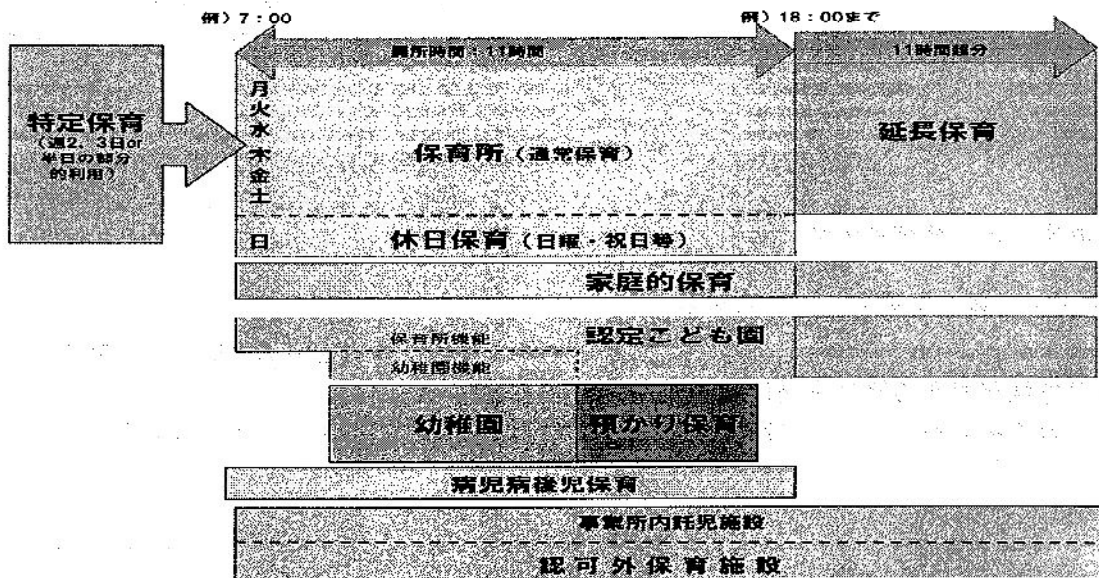 例）7：00
例）18：00まで
開所時間：11時間
11時間超分
特定保育
（週2、3日or
半日の部分
的利用）
月
火
水
木
金
土
保育所（通常保育）
延長保育
日
休日保育（日曜・祝日等）
家庭的保育
保育所機能
認定こども園
幼稚園機能
幼稚園
預かり保育
病児病後児保育
事業所内託児施設
認可外保育施設